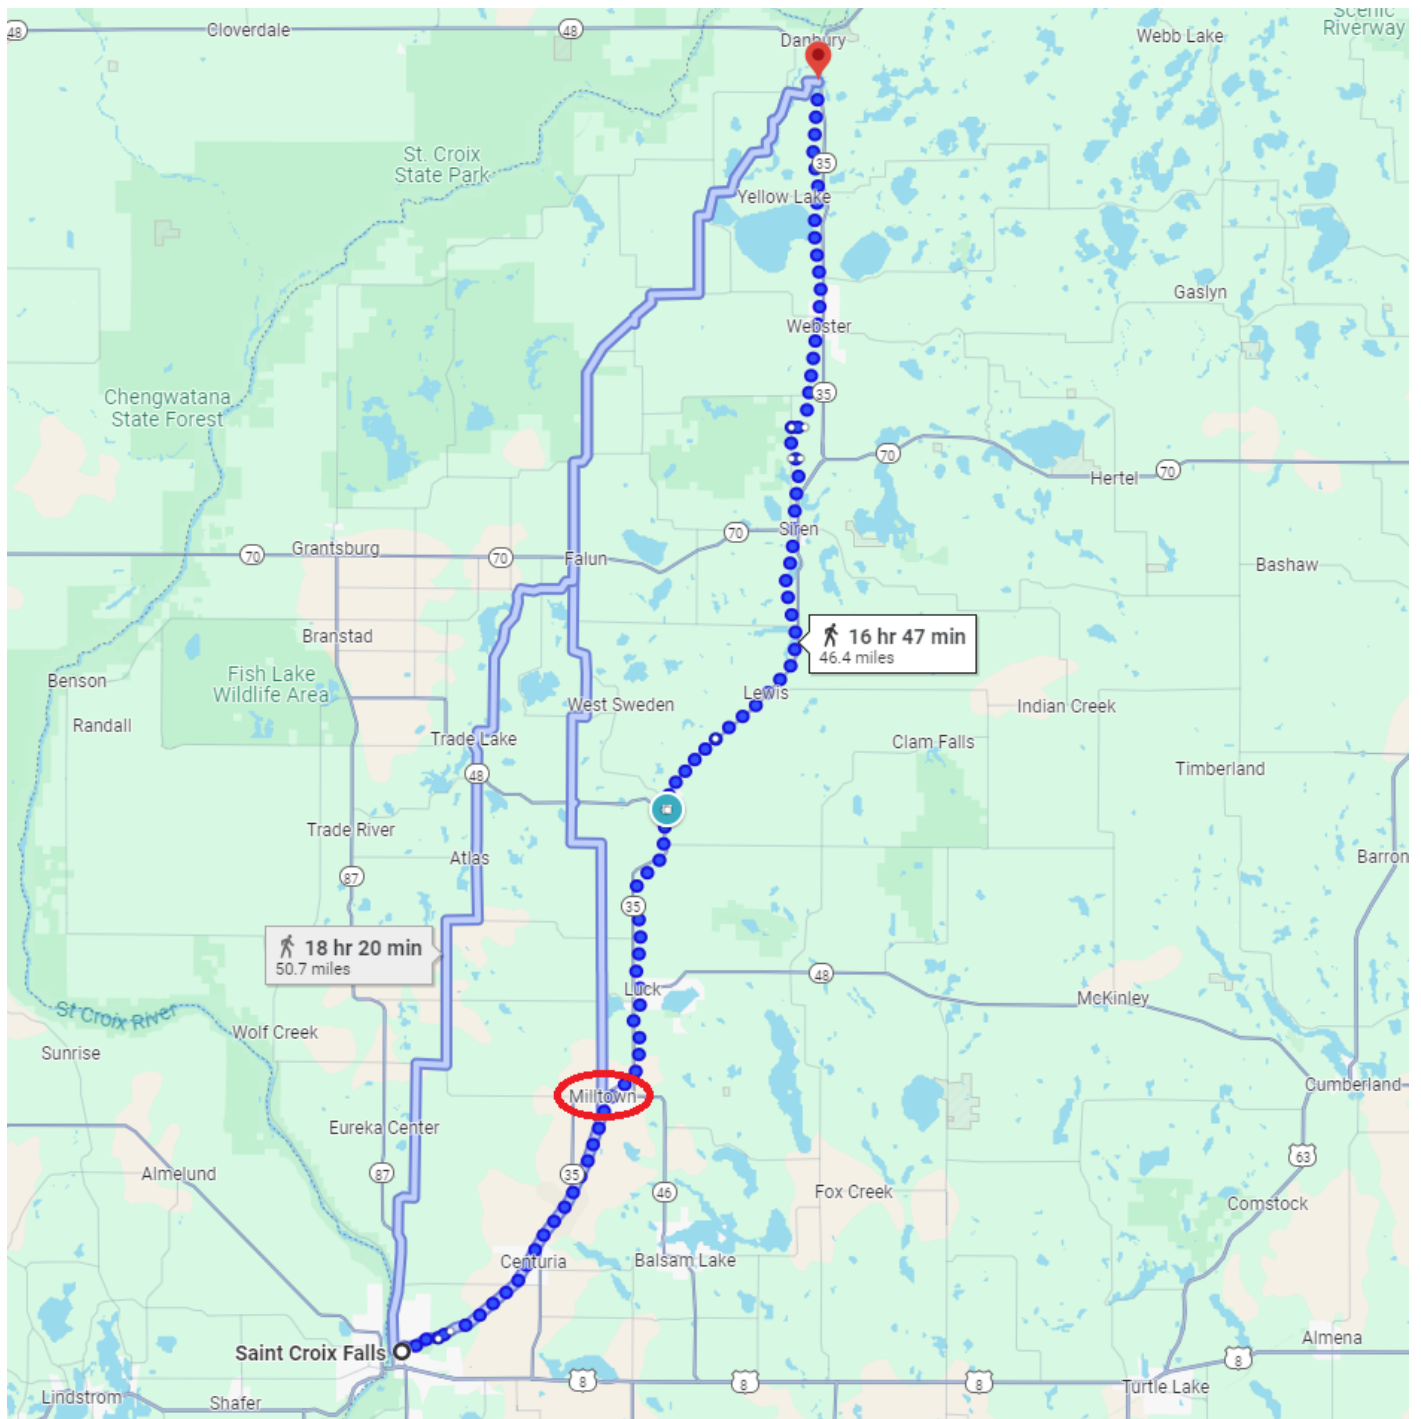 Scenic
Riverway
48
Cloverdale
48
Danbury
Webb Lake
St. Croix
State Park
35
Yellow Lake
Gaslyn
Webster
Chengwatana
State Forest
35
70
Hertel
70
Siren
70
Grantsburg
70
70
Falun
Bashaw
Branstad
16 hr 47 min
46.4 miles
Fish Lake
Wildlife Area
Benson
Lewis
West Sweden
Indian Creek
Randall
Trade Lake
Clam Falls
Timberland
48
Trade River
Atlas
Barron
87
35
18 hr 20 min
50.7 miles
48
Luck
McKinley
St Croix River
Wolf Creek
Sunrise
Cumberland
Milltown
Eureka Center
63
Almelund
87
35
46
Fox Creek
Comstock
Centuria
Balsam Lake
Almena
Saint Croix Falls
8
8
8
8
Turtle Lake
Lindstrom
Shafer